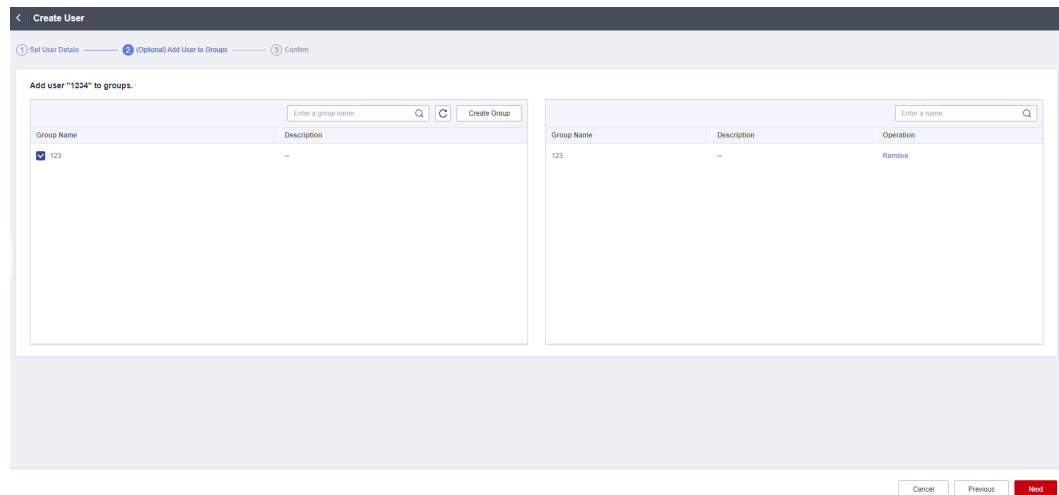 < Create User
1 Set User Details 2 (Optional) Add User to Groups 3 Confirm
Add user "1234" to groups.
Enter a group name. Create Group
Group Name Description
123 --
Enter a name.
Group Name Description Operation
123 -- Remove
Cancel Previous Next